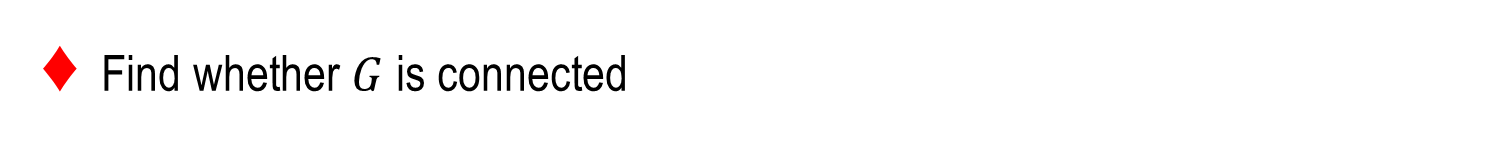 ♦ Find whether 𝐺 is connected